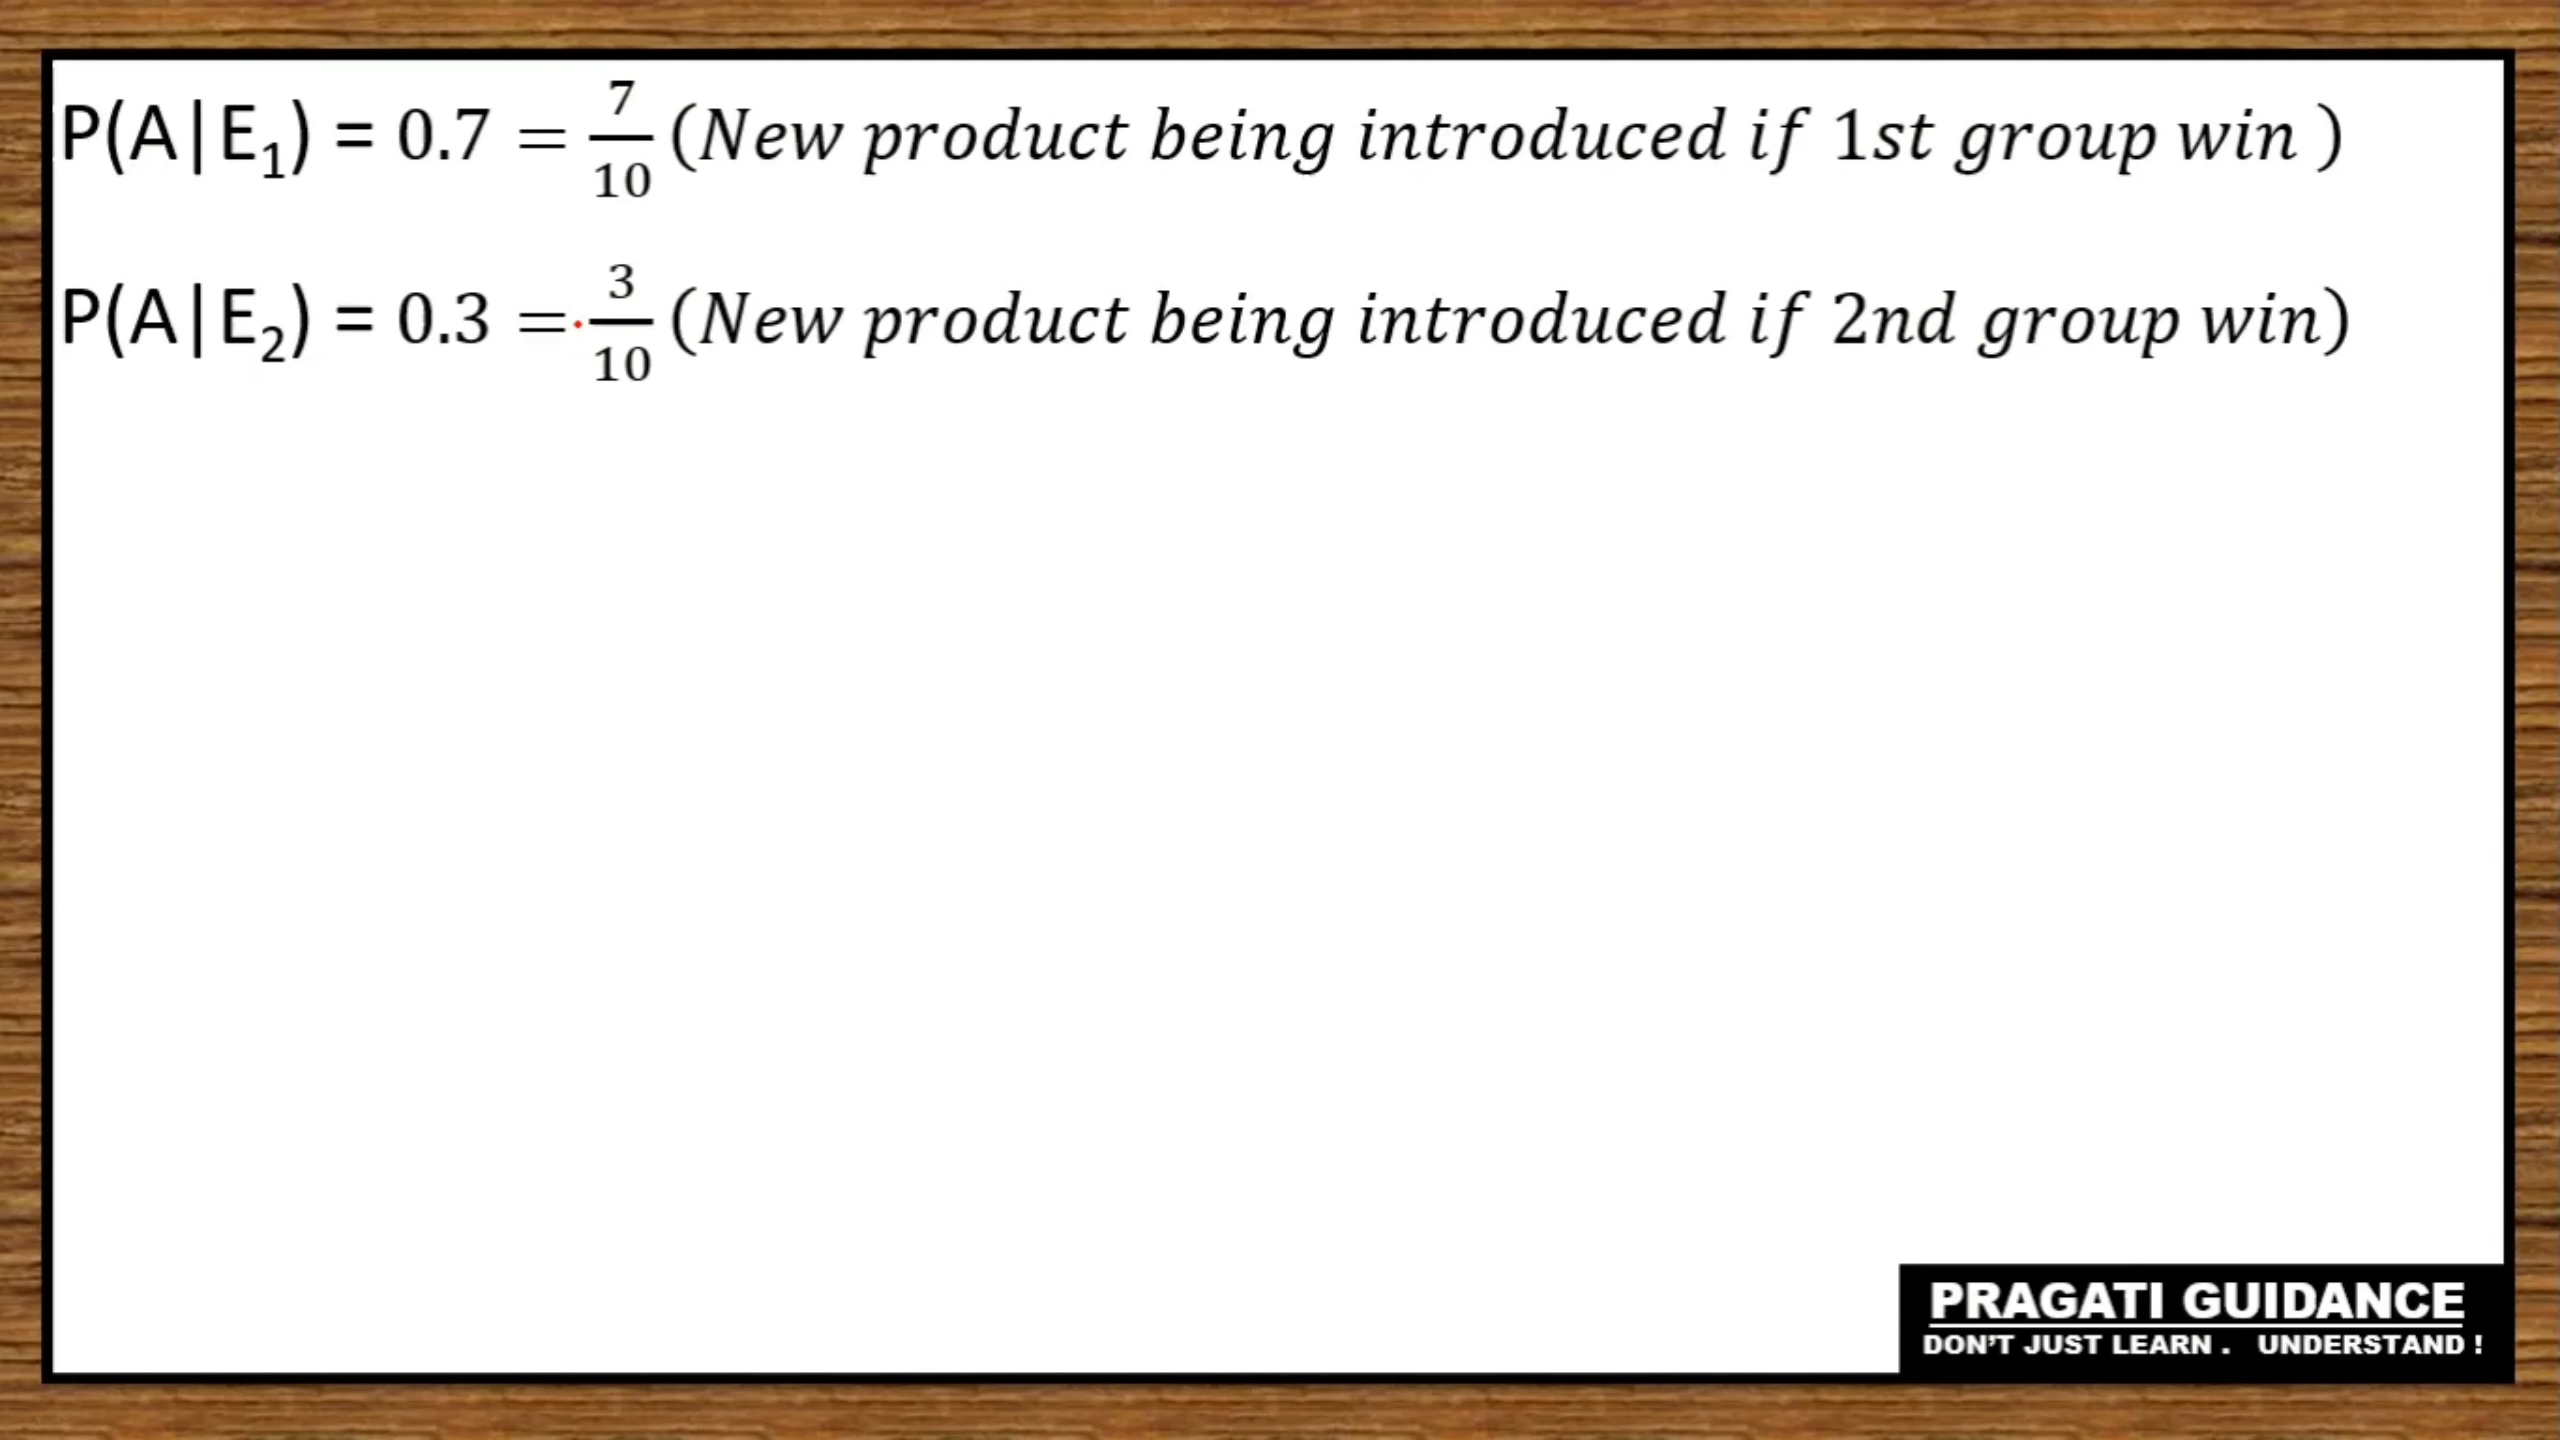 P(A|E₁) = 0.7 = 7/10 (New product being introduced if 1st group win )
P(A|E₂) = 0.3 = 3/10 (New product being introduced if 2nd group win)
PRAGATI GUIDANCE
DON'T JUST LEARN . UNDERSTAND !